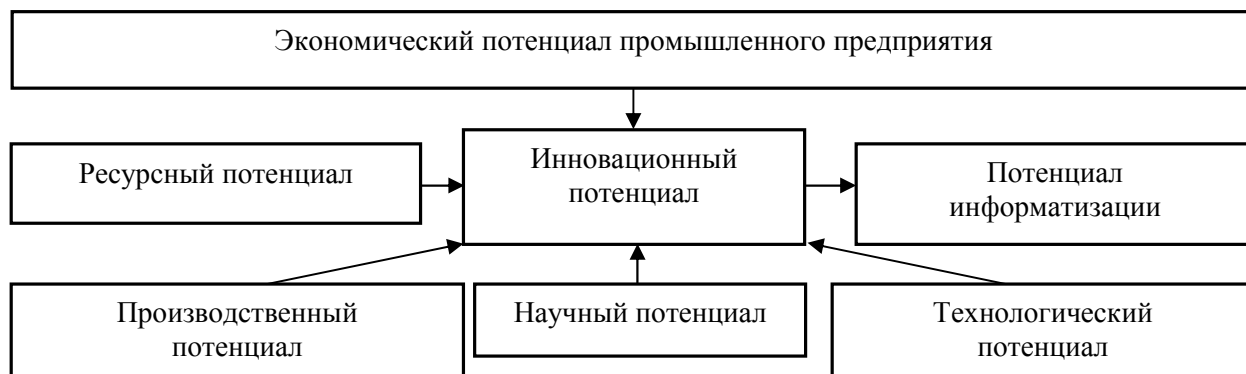 Экономический потенциал промышленного предприятия
Ресурсный потенциал
Инновационный
потенциал
Потенциал
информатизации
Производственный
потенциал
Научный потенциал
Технологический
потенциал